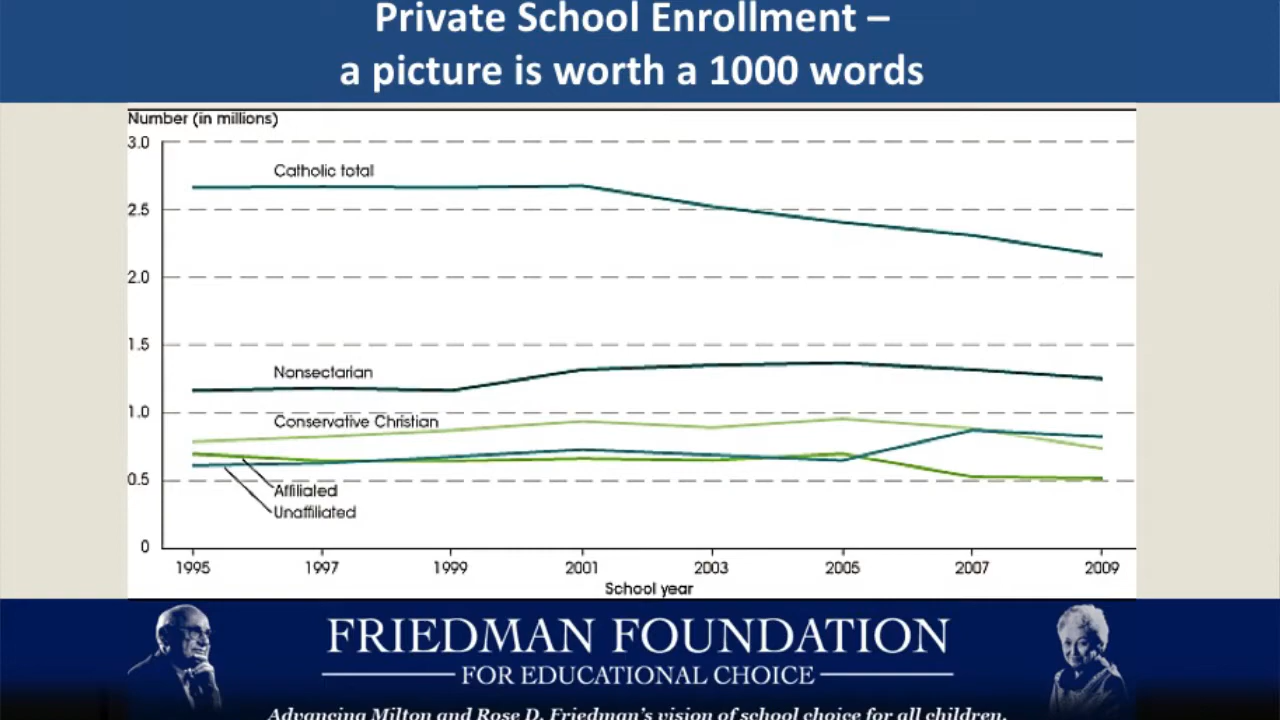 Private School Enrollment –
a picture is worth a 1000 words
Number (in millions)
3.0
Catholic total
2.5
2.0
1.5
Nonsectarian
1.0
Conservative Christian
0.5
Affilialed
Unaffiliated
0
1995 1997 1999 2001 2003 2005 2007 2009
School year
FRIEDMAN FOUNDATION
FOR EDUCATIONAL CHOICE
Advancing Milton and Rose D. Friedman's vision of school choice for all children.